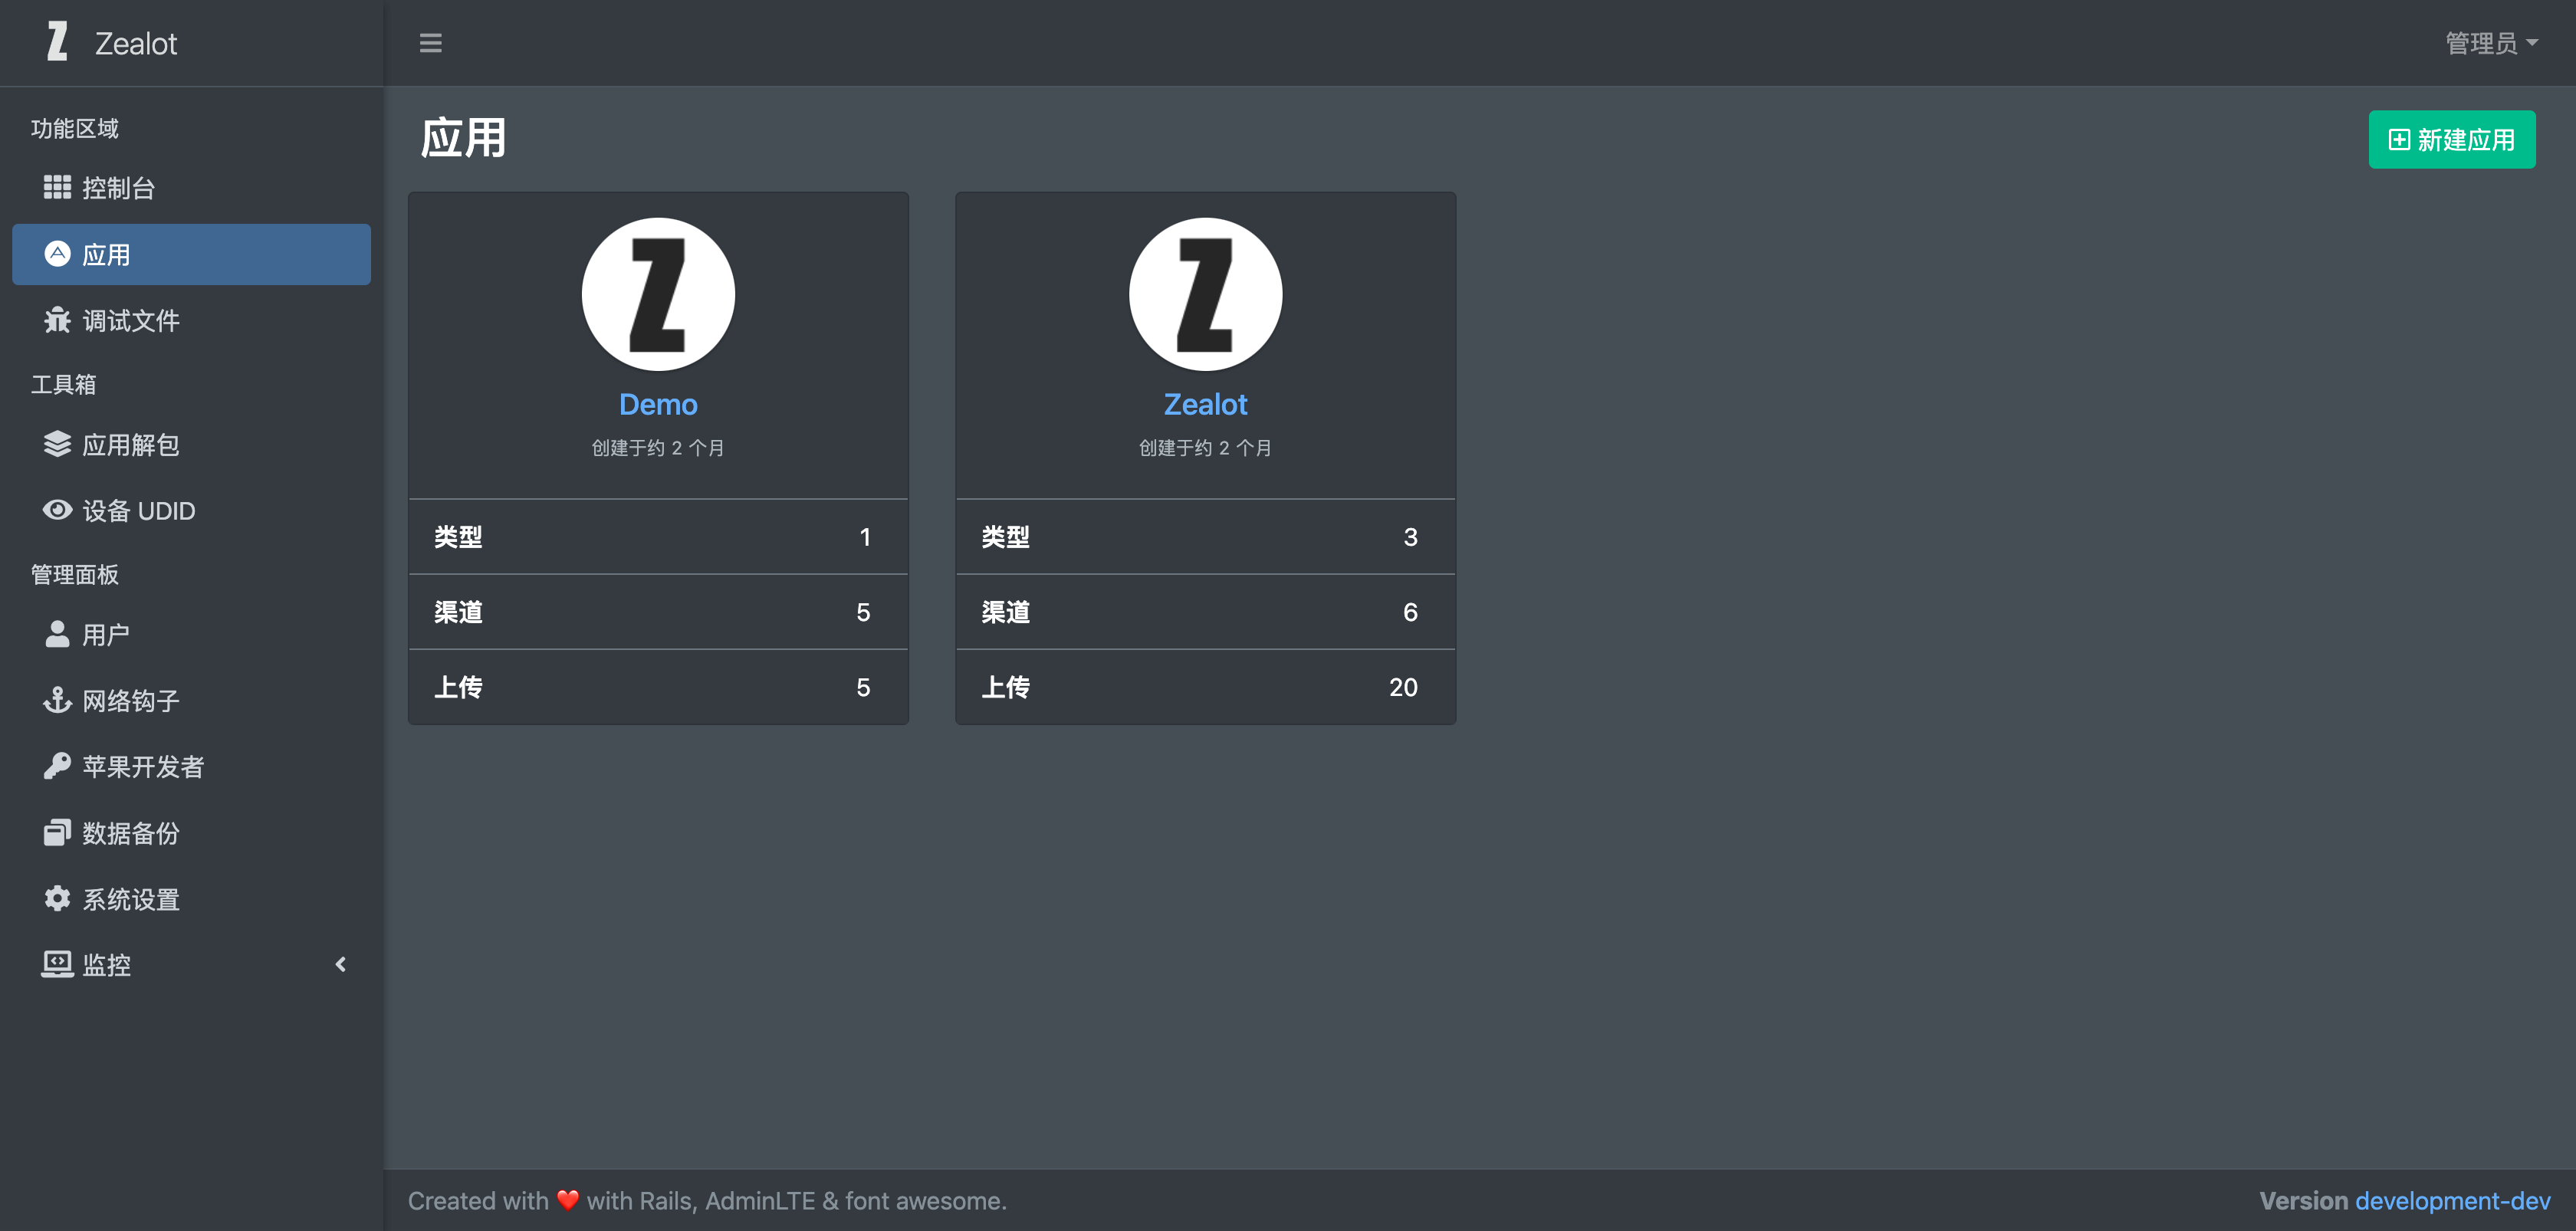 Z Zealot
管理员
功能区域
控制台
应用
调试文件
工具箱
应用解包
设备 UDID
管理面板
用户
网络钩子
苹果开发者
数据备份
系统设置
监控
应用
新建应用
Z
Demo
创建于约 2 个月
类型 1
渠道 5
上传 5
Z
Zealot
创建于约 2 个月
类型 3
渠道 6
上传 20
Created with ❤️ with Rails, AdminLTE & font awesome.
Version development-dev